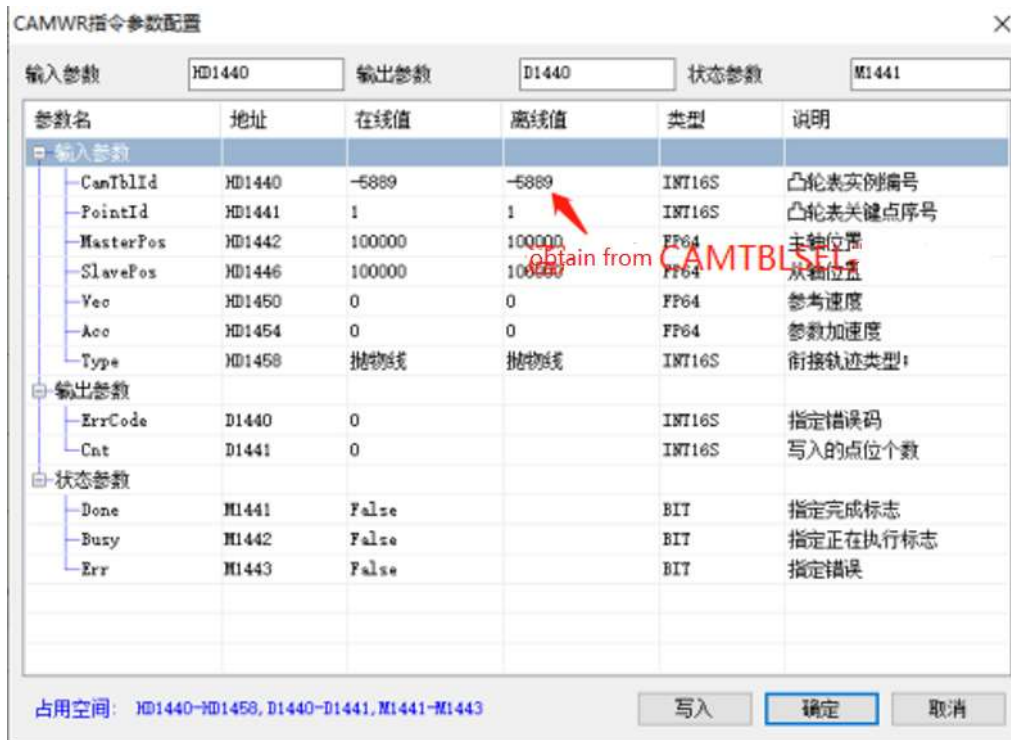 CAMWR指令参数配置
输入参数 HD1440 输出参数 D1440 状态参数 M1441
参数名 地址 在线值 离线值 类型 说明
输入参数
CamTblId HD1440 -5889 -5889 INT16S 凸轮表实例编号
PointId HD1441 1 1 INT16S 凸轮表关键点序号
MasterPos HD1442 100000 100000 FP64 主轴位置
obtain from CAMTBLSEL
SlavePos HD1446 100000 100000 FP64 从轴位置
Vec HD1450 0 0 FP64 参考速度
Acc HD1454 0 0 FP64 参数加速度
Type HD1458 抛物线 抛物线 INT16S 衔接轨迹类型;
输出参数
ErrCode D1440 0 INT16S 指定错误码
Cnt D1441 0 INT16S 写入的点位个数
状态参数
Done M1441 False BIT 指定完成标志
Busy M1442 False BIT 指定正在执行标志
Err M1443 False BIT 指定错误
占用空间: HD1440-HD1458,D1440-D1441,M1441-M1443 写入 确定 取消